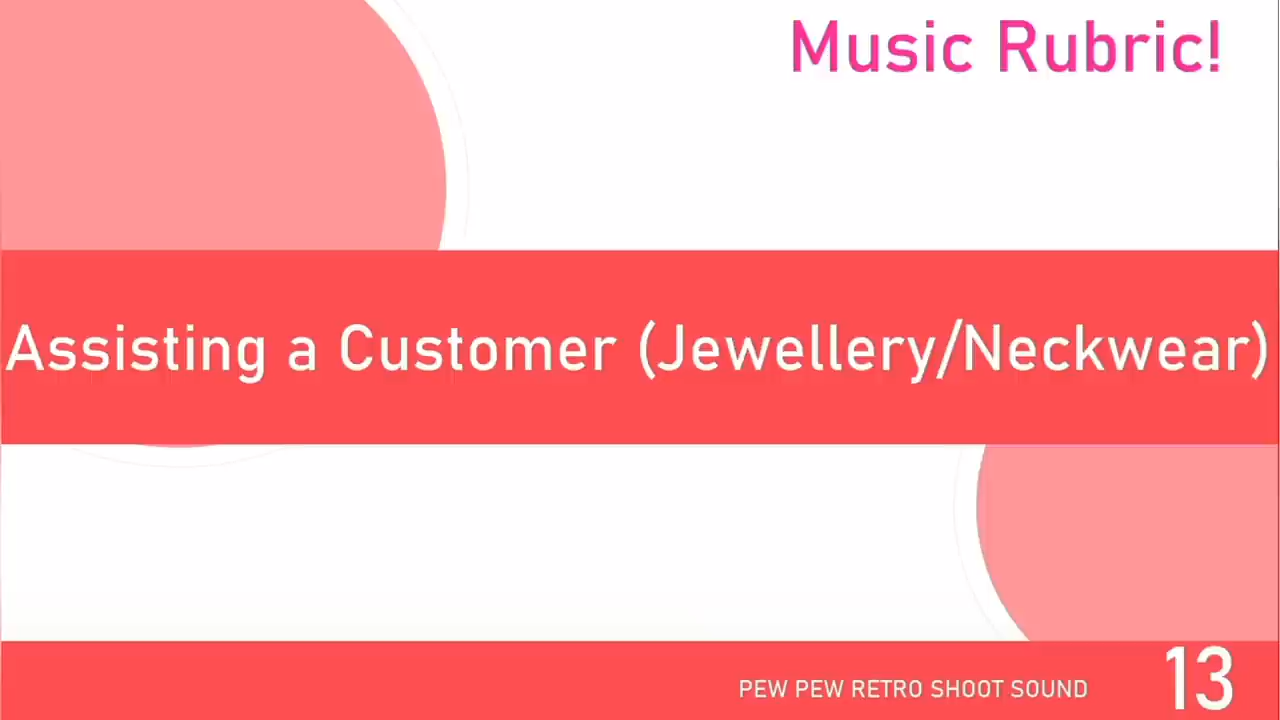 Music Rubric!
Assisting a Customer (Jewellery/Neckwear)
PEW PEW RETRO SHOOT SOUND
13